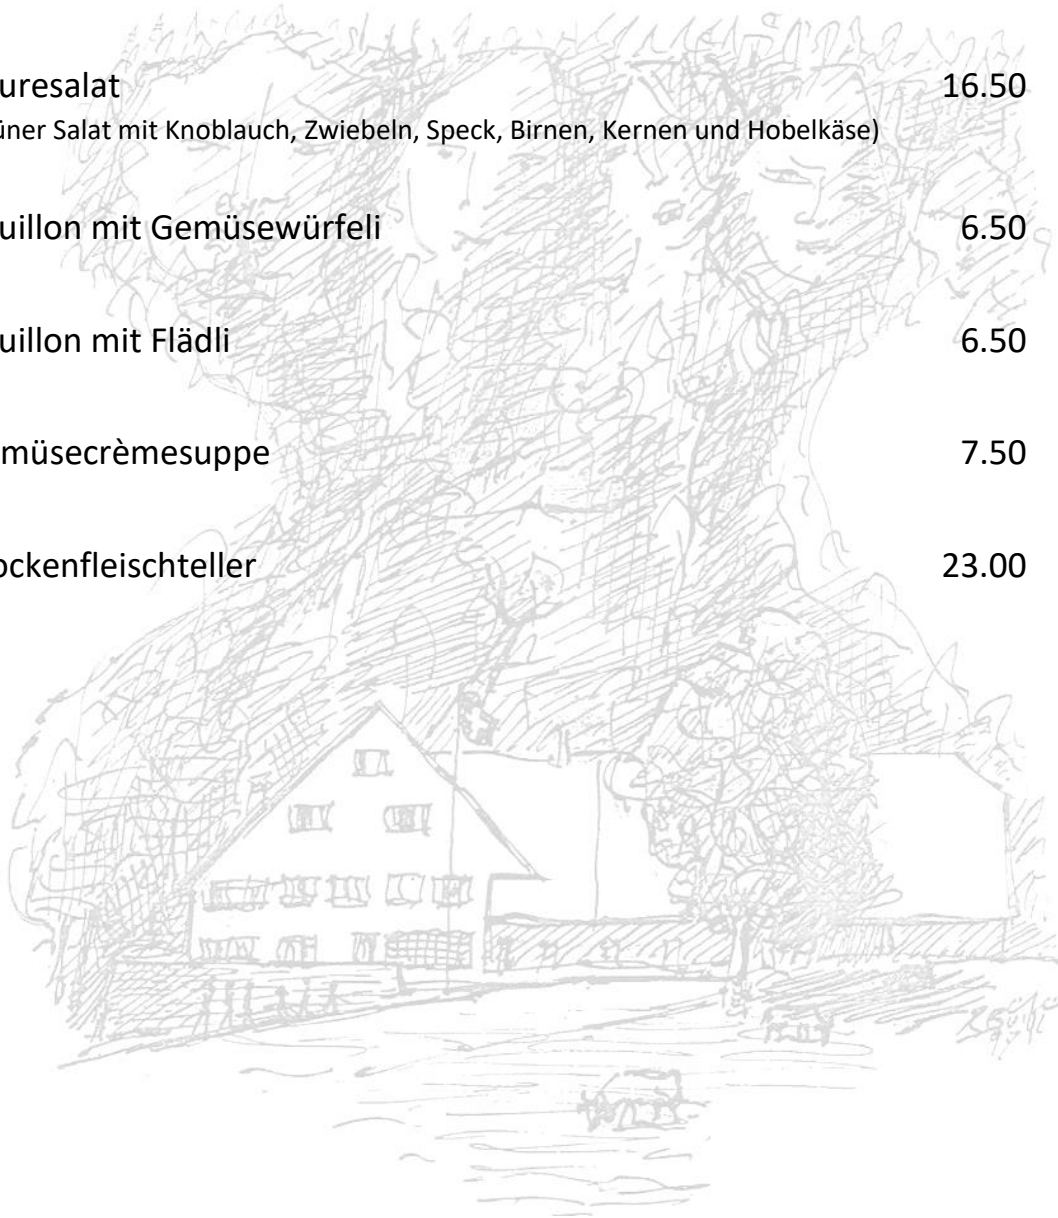 uresalat 16.50
üner Salat mit Knoblauch, Zwiebeln, Speck, Birnen, Kernen und Hobelkäse)
uillon mit Gemüsewürfeli 6.50
uillon mit Flädli 6.50
müsecrèmesuppe 7.50
ockenfleischteller 23.00